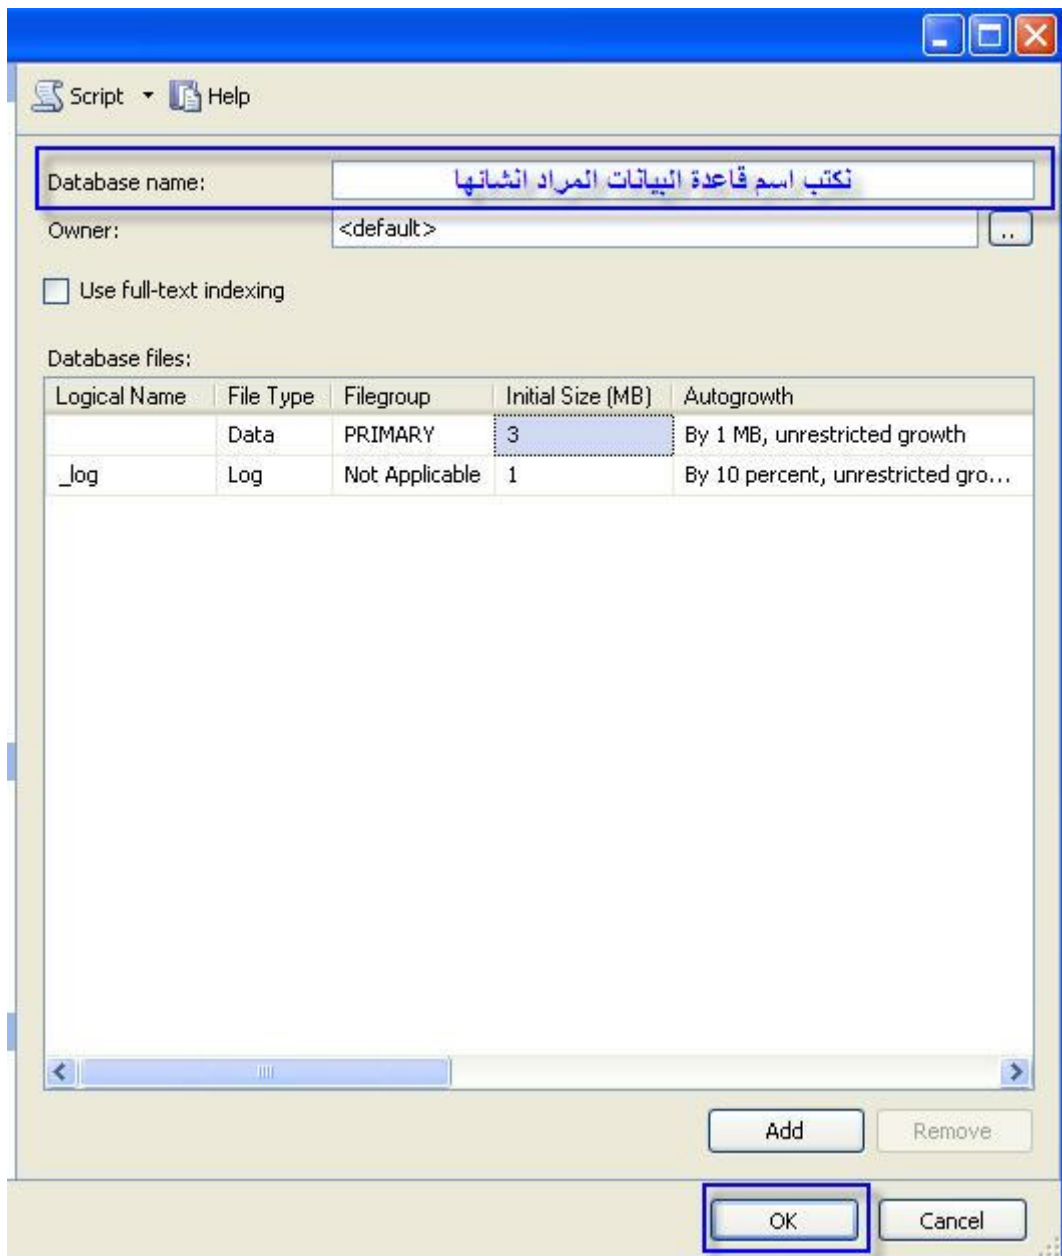 Script Help
Database name: نكتب اسم قاعدة البيانات المراد انشائها
Owner: <default> ..
Use full-text indexing
Database files:
Logical Name File Type Filegroup Initial Size (MB) Autogrowth
Data PRIMARY 3 By 1 MB, unrestricted growth
_log Log Not Applicable 1 By 10 percent, unrestricted gro...
Add Remove
OK Cancel